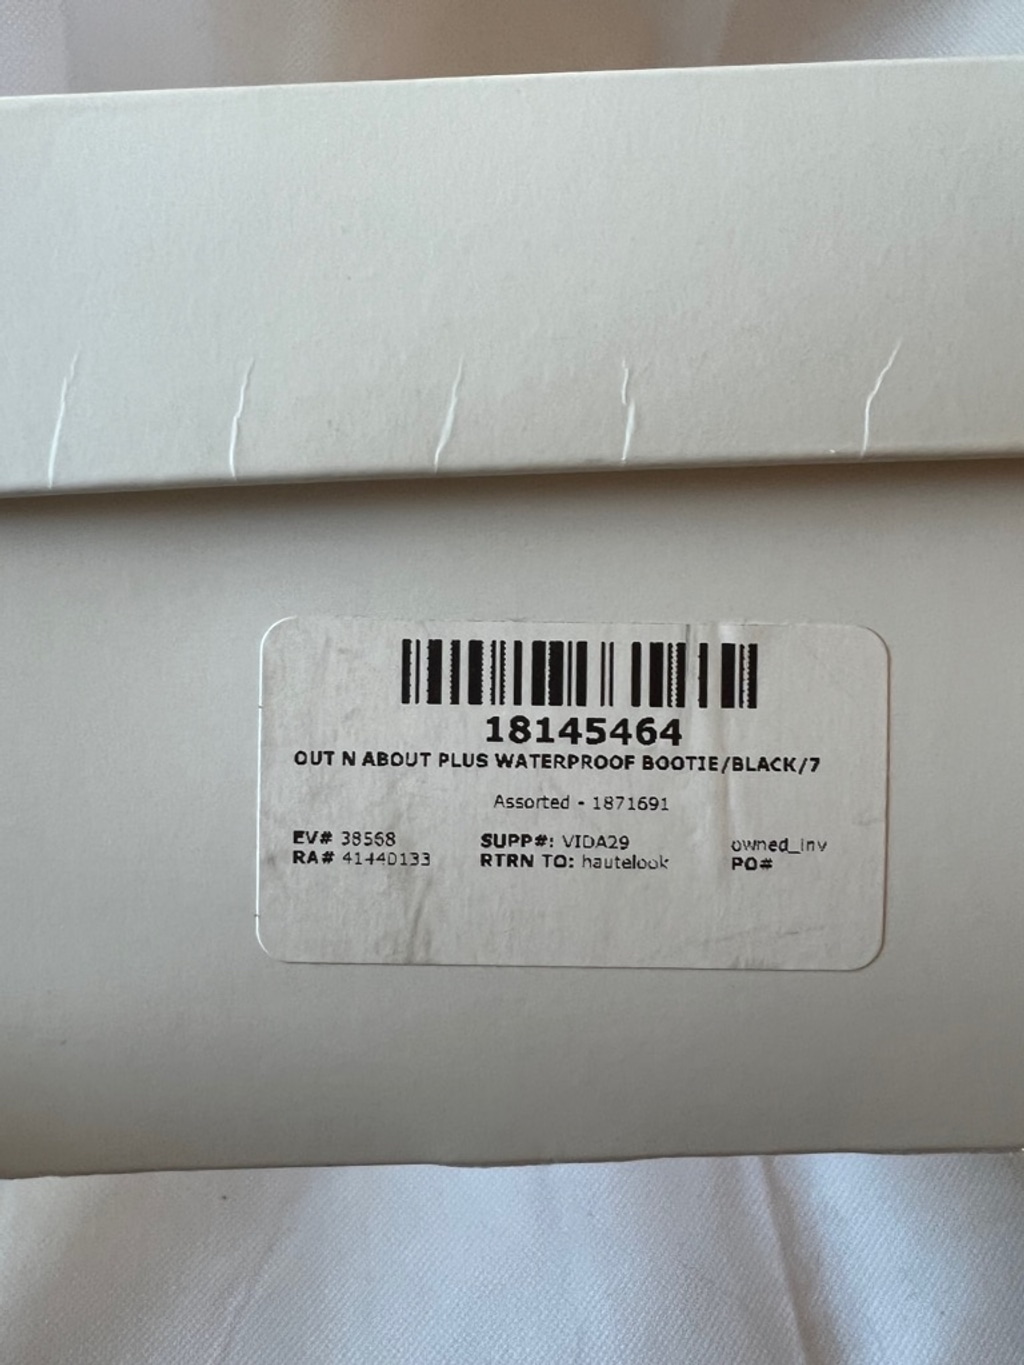 18145464
OUT N ABOUT PLUS WATERPROOF BOOTIE/BLACK/7
Assorted - 1871691
EV# 38568 SUPP#: VIDA29 owned_inv
RA# 41440133 RTRN TO: hautelook PO#